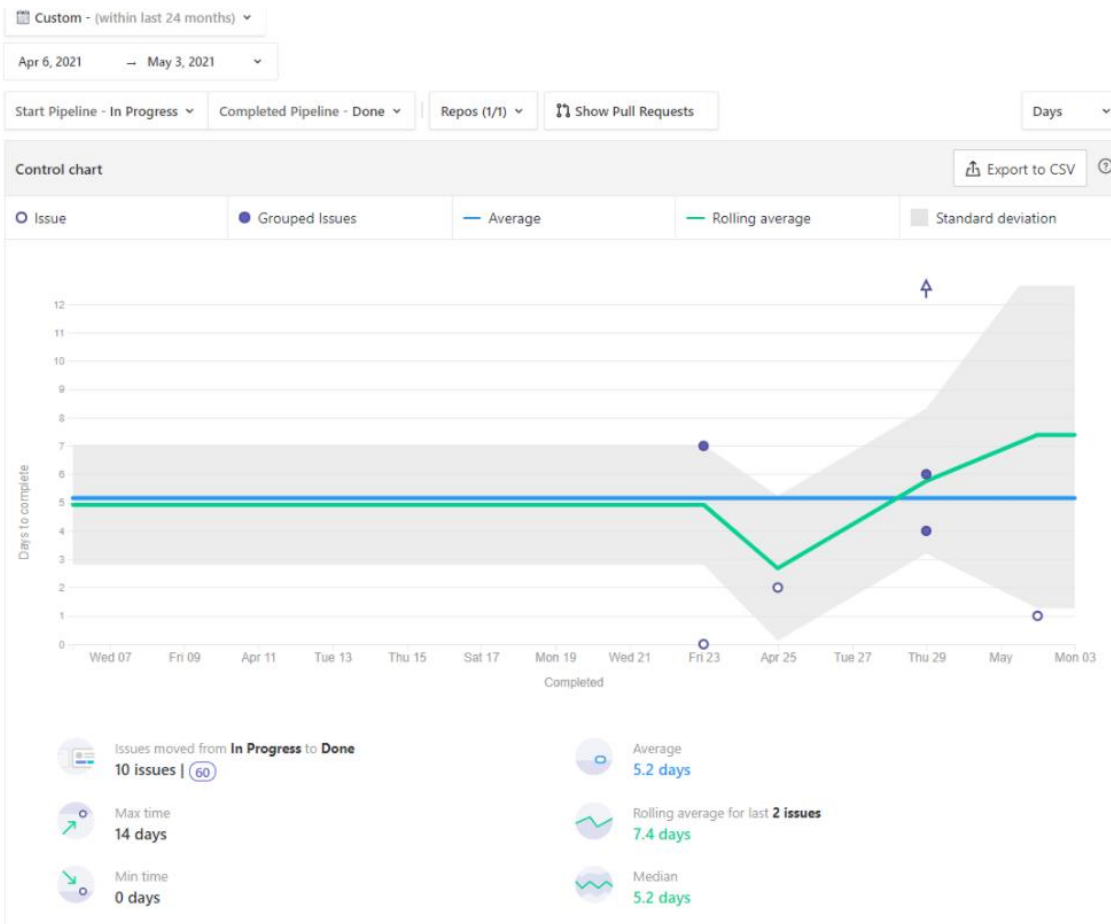 Custom - (within last 24 months)
Apr 6, 2021 → May 3, 2021
Start Pipeline - In Progress Completed Pipeline - Done Repos (1/1) Show Pull Requests Days
Control chart Export to CSV ?
Issue Grouped Issues Average Rolling average Standard deviation
12
11
10
9
8
7
6
5
4
3
2
1
0
Days to complete
Wed 07 Fri 09 Apr 11 Tue 13 Thu 15 Sat 17 Mon 19 Wed 21 Fri 23 Apr 25 Tue 27 Thu 29 May Mon 03
Completed
Issues moved from In Progress to Done
10 issues | 60
Average
5.2 days
Max time
14 days
Rolling average for last 2 issues
7.4 days
Min time
0 days
Median
5.2 days